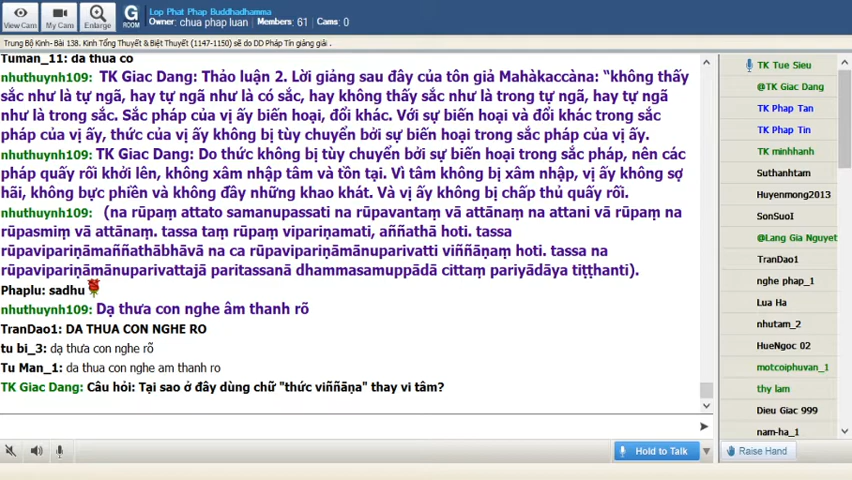 Lop Phat Phap Buddhadhamma
Owner: chua phap luan   Members: 61   Cams: 0
View Cam
My Cam
Enlarge
G
ROOM
Trung Bộ Kinh- Bài 138. Kinh Tổng Thuyết & Biệt Thuyết (1147-1150) sẽ do DD Pháp Tín giảng giải .
Tuman_11: da thua co
nhuthuynh109: TK Giac Dang: Thảo luận 2. Lời giảng sau đây của tôn giả Mahàkaccàna: “không thấy
sắc như là tự ngã, hay tự ngã như là có sắc, hay không thấy sắc như là trong tự ngã, hay tự ngã
như là trong sắc. Sắc pháp của vị ấy biến hoại, đổi khác. Với sự biến hoại và đổi khác trong sắc
pháp của vị ấy, thức của vị ấy không bị tùy chuyển bởi sự biến hoại trong sắc pháp của vị ấy.
nhuthuynh109: TK Giac Dang: Do thức không bị tùy chuyển bởi sự biến hoại trong sắc pháp, nên các
pháp quấy rối khởi lên, không xâm nhập tâm và tồn tại. Vì tâm không bị xâm nhập, vị ấy không sợ
hãi, không bực phiền và không đầy những khao khát. Và vị ấy không bị chấp thủ quấy rối.
nhuthuynh109: (na rūpaṃ attato samanupassati na rūpavantaṃ vā attānaṃ na attani vā rūpaṃ na
rūpasmiṃ vā attānaṃ. tassa taṃ rūpaṃ vipariṇamati, aññathā hoti. tassa
rūpavipariṇāmaññathābhāvā na ca rūpavipariṇāmānuparivatti viññāṇaṃ hoti. tassa na
rūpavipariṇāmānuparivattajā paritassanā dhammasamuppādā cittaṃ pariyādāya tiṭṭhanti).
Phaplu: sadhu
nhuthuynh109: Dạ thưa con nghe âm thanh rõ
TranDao1: DA THUA CON NGHE RO
tu bi_3: dạ thưa con nghe rõ
Tu Man_1: da thua con nghe am thanh ro
TK Giac Dang: Câu hỏi: Tại sao ở đây dùng chữ "thức viññāṇa" thay vi tâm?
Hold to Talk
TK Tue Sieu
@TK Giac Dang
TK Phap Tan
TK Phap Tin
TK minhhanh
Suthanhtam
Huyenmong2013
SonSuoI
@Lang Gia Nguyet
TranDao1
nghe phap_1
Lua Ha
nhutam_2
HueNgoc 02
motcoiphuvan_1
thy lam
Dieu Giac 999
nam-ha_1
Raise Hand